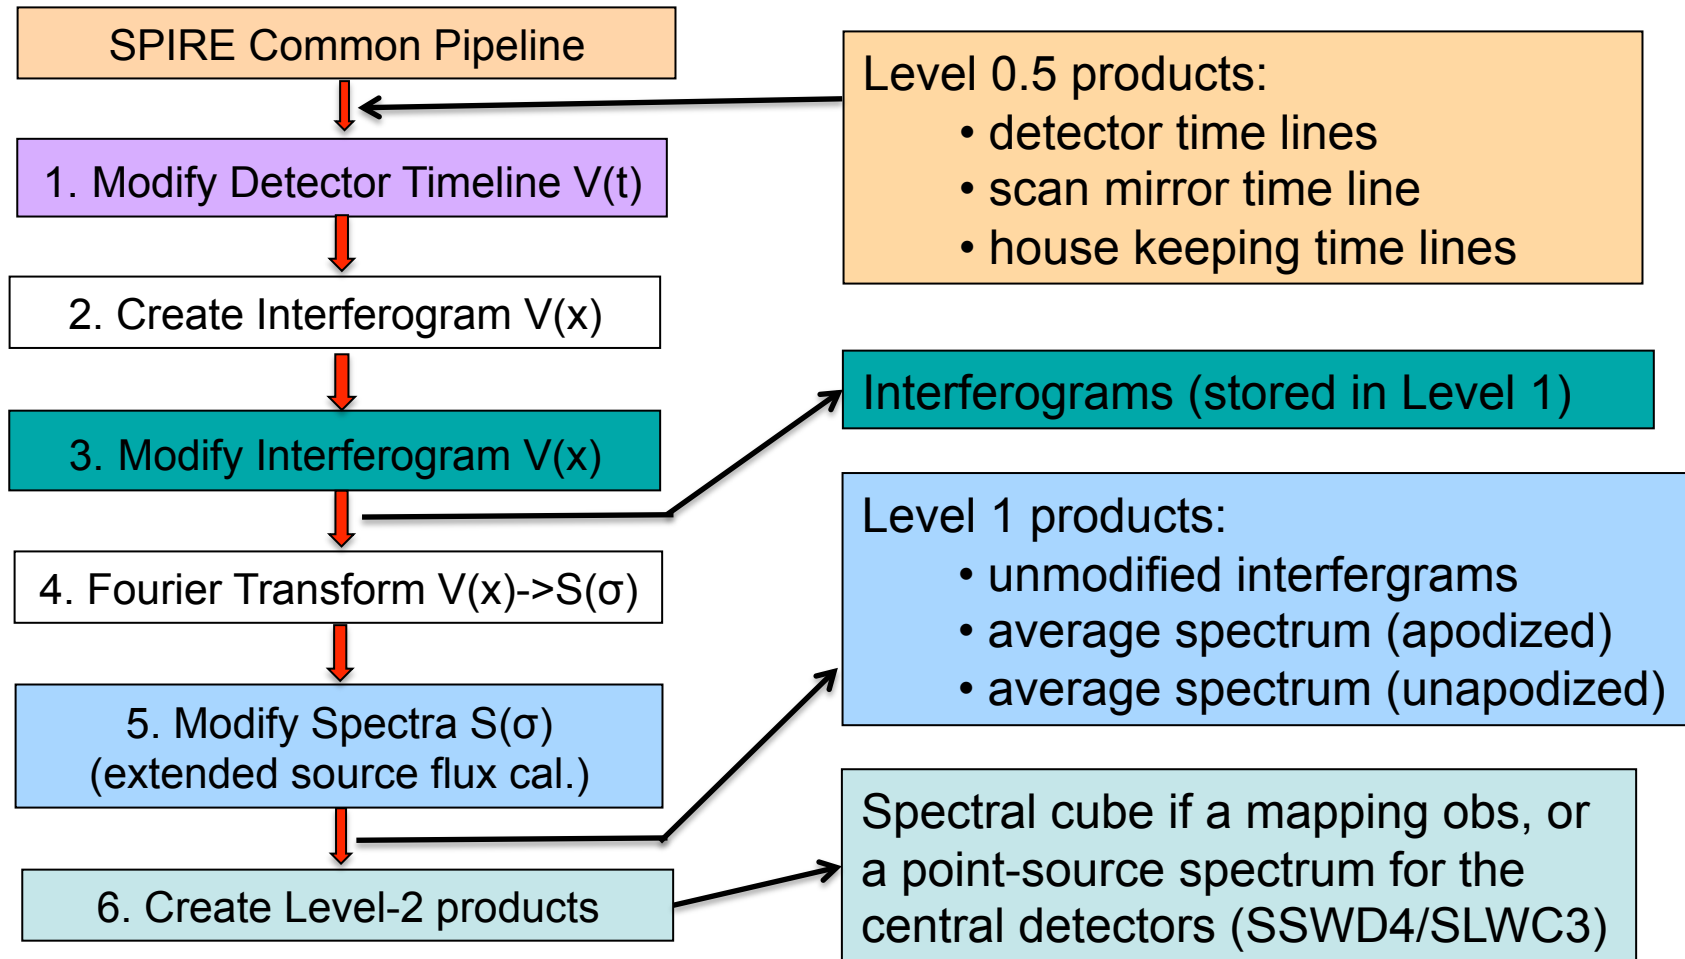 SPIRE Common Pipeline
1. Modify Detector Timeline V(t)
2. Create Interferogram V(x)
3. Modify Interferogram V(x)
4. Fourier Transform V(x)->S(σ)
5. Modify Spectra S(σ)
(extended source flux cal.)
6. Create Level-2 products
Level 0.5 products:
• detector time lines
• scan mirror time line
• house keeping time lines
Interferograms (stored in Level 1)
Level 1 products:
• unmodified interfergrams
• average spectrum (apodized)
• average spectrum (unapodized)
Spectral cube if a mapping obs, or
a point-source spectrum for the
central detectors (SSWD4/SLWC3)